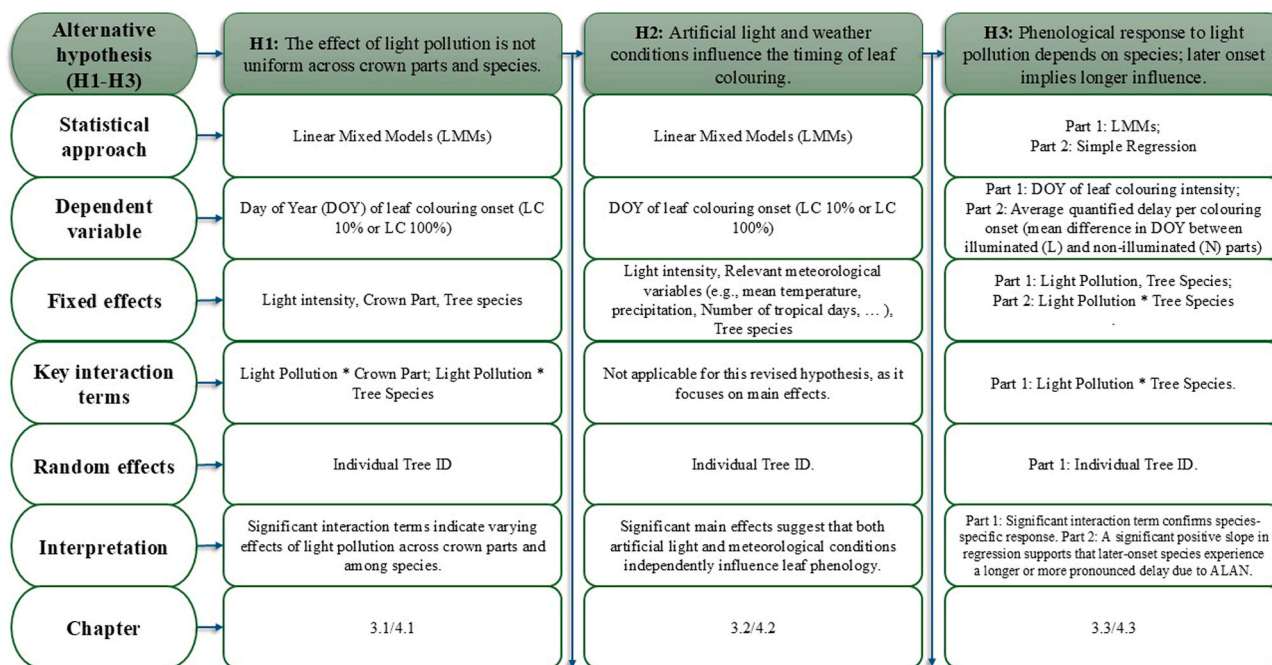 Alternative
hypothesis
(H1-H3)
H1: The effect of light pollution is not
uniform across crown parts and species.
H2: Artificial light and weather
conditions influence the timing of leaf
colouring.
H3: Phenological response to light
pollution depends on species; later onset
implies longer influence.
Statistical
approach
Linear Mixed Models (LMMs)
Linear Mixed Models (LMMs)
Part 1: LMMs;
Part 2: Simple Regression
Dependent
variable
Day of Year (DOY) of leaf colouring onset (LC
10% or LC 100%)
DOY of leaf colouring onset (LC 10% or LC
100%)
Part 1: DOY of leaf colouring intensity;
Part 2: Average quantified delay per colouring
onset (mean difference in DOY between
illuminated (L) and non-illuminated (N) parts)
Fixed effects
Light intensity, Crown Part, Tree species
Light intensity, Relevant meteorological
variables (e.g., mean temperature,
precipitation, Number of tropical days, … ),
Tree species
Part 1: Light Pollution, Tree Species;
Part 2: Light Pollution * Tree Species
.
Key interaction
terms
Light Pollution * Crown Part; Light Pollution *
Tree Species
Not applicable for this revised hypothesis, as it
focuses on main effects.
Part 1: Light Pollution * Tree Species.
Random effects
Individual Tree ID
Individual Tree ID.
Part 1: Individual Tree ID.
Interpretation
Significant interaction terms indicate varying
effects of light pollution across crown parts and
among species.
Significant main effects suggest that both
artificial light and meteorological conditions
independently influence leaf phenology.
Part 1: Significant interaction term confirms species-
specific response. Part 2: A significant positive slope in
regression supports that later-onset species experience
a longer or more pronounced delay due to ALAN.
Chapter
3.1/4.1
3.2/4.2
3.3/4.3